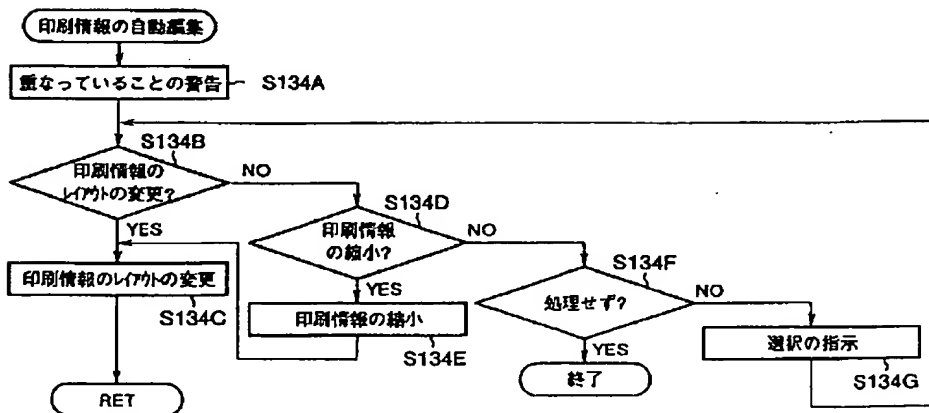 印刷情報の自動編集
重なっていることの警告
S134A
S134B
印刷情報の
レイアウトの変更?
NO
YES
S134D
印刷情報
の縮小?
NO
YES
S134F
処理せず?
NO
YES
印刷情報のレイアウトの変更
S134C
印刷情報の縮小
S134E
選択の指示
S134G
終了
RET